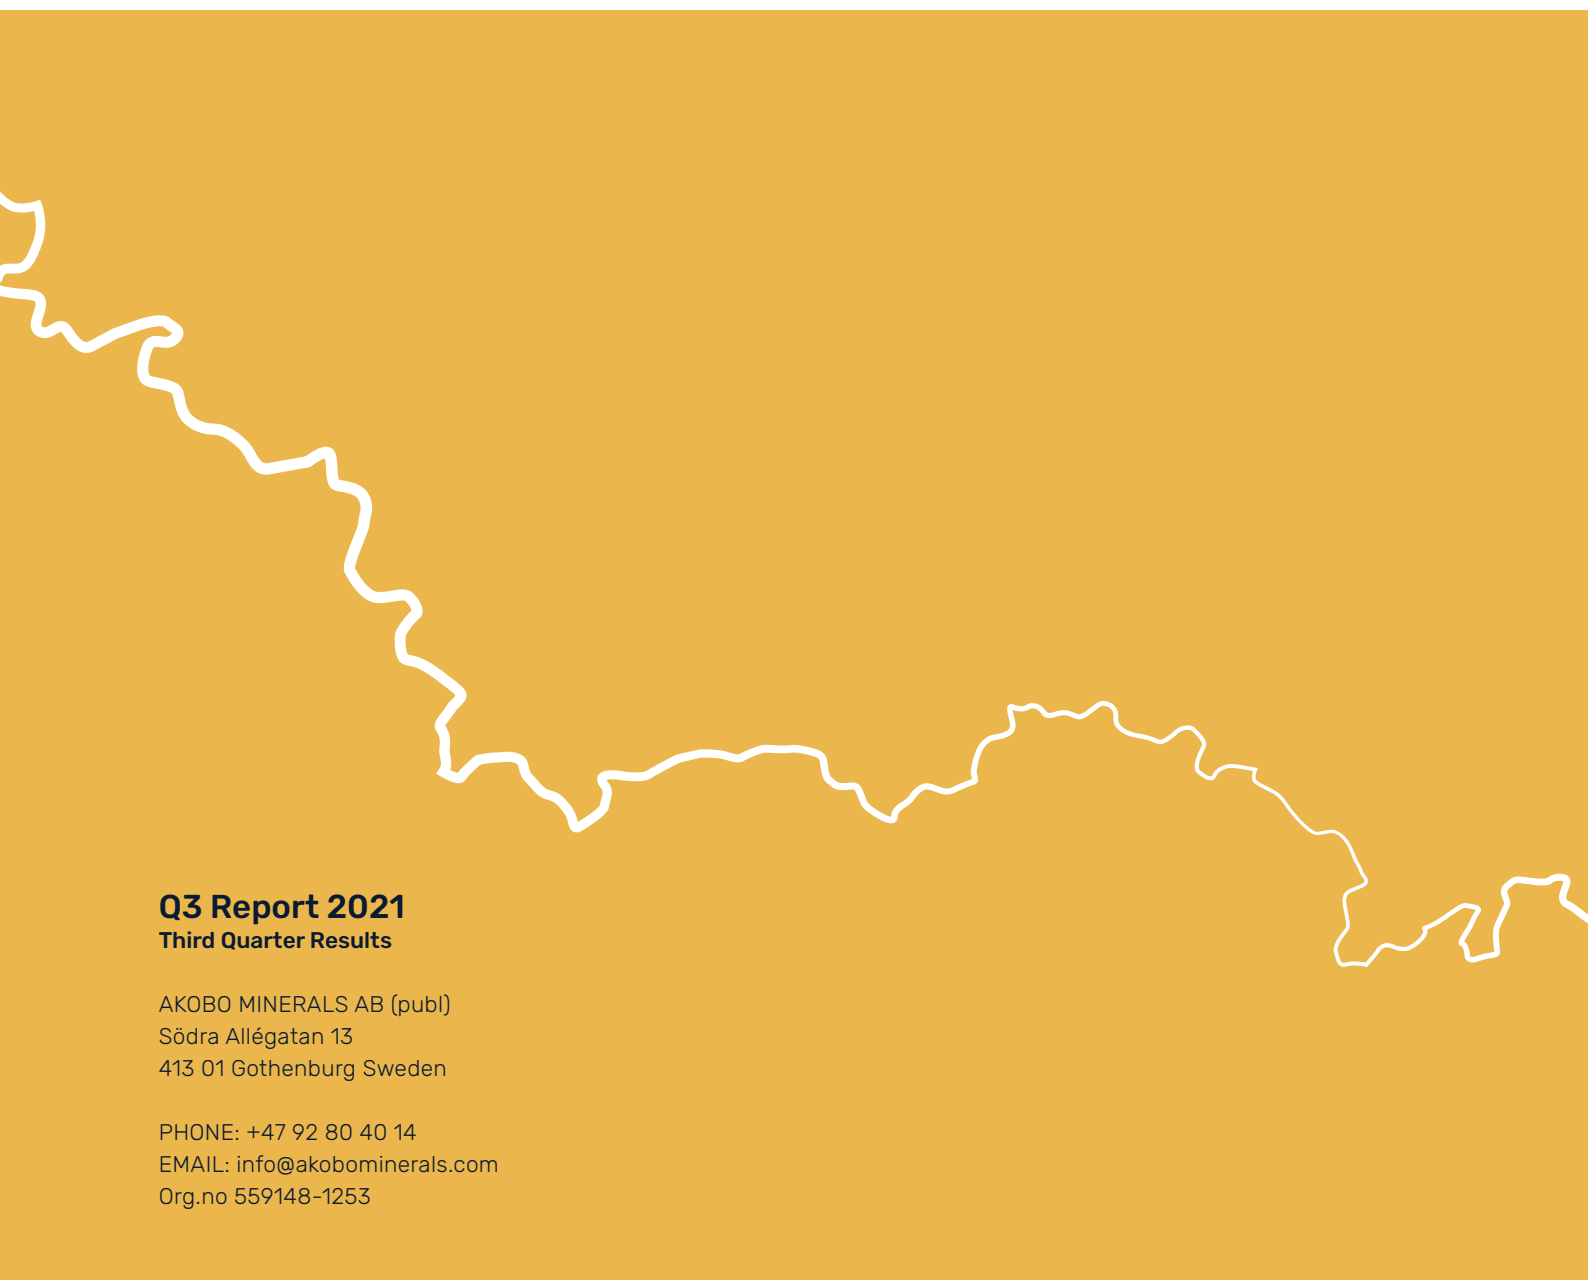 Q3 Report 2021
Third Quarter Results
AKOBO MINERALS AB (publ)
Södra Allégatan 13
413 01 Gothenburg Sweden
PHONE: +47 92 80 40 14
EMAIL: info@akobominerals.com
Org.no 559148-1253